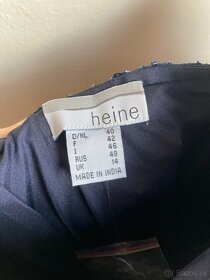 heine
D/NL 40
F 42
I 46
RUS 48
UK 14
MADE IN INDIA